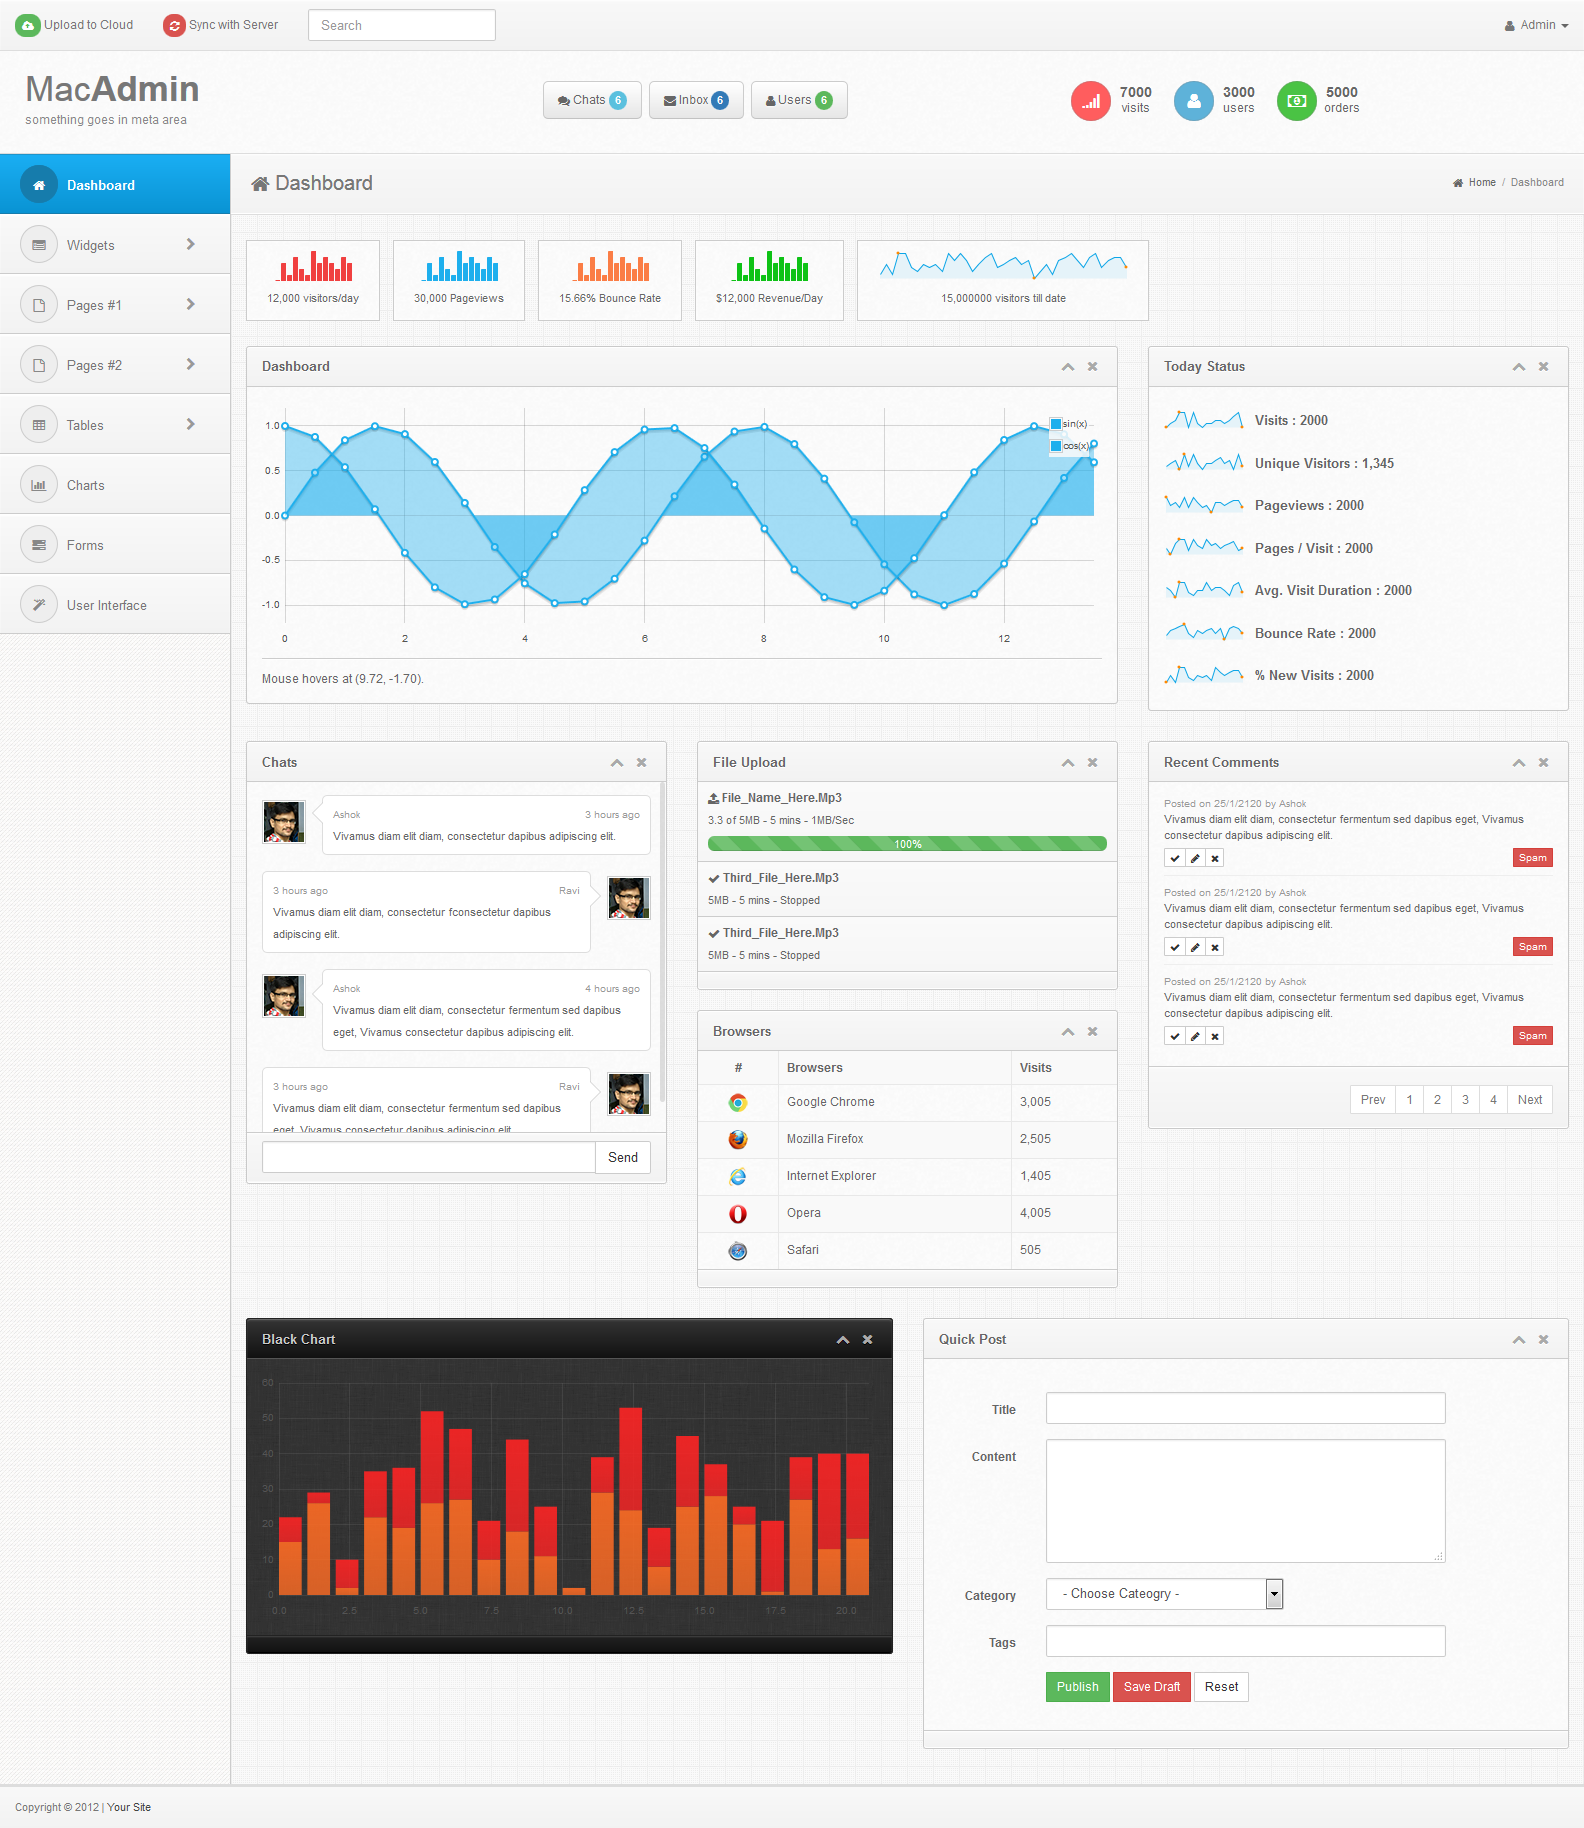 Upload to Cloud
Sync with Server
Search
Admin
MacAdmin
something goes in meta area
Chats 6
Inbox 6
Users 6
7000
visits
3000
users
5000
orders
Dashboard
Widgets
Pages #1
Pages #2
Tables
Charts
Forms
User Interface
Dashboard
Home / Dashboard
12,000 visitors/day
30,000 Pageviews
15.66% Bounce Rate
$12,000 Revenue/Day
15,000000 visitors till date
Dashboard
1.0
0.5
0.0
-0.5
-1.0
0
2
4
6
8
10
12
sin(x)
cos(x)
Mouse hovers at (9.72, -1.70).
Today Status
Visits : 2000
Unique Visitors : 1,345
Pageviews : 2000
Pages / Visit : 2000
Avg. Visit Duration : 2000
Bounce Rate : 2000
% New Visits : 2000
Chats
Ashok 3 hours ago
Vivamus diam elit diam, consectetur dapibus adipiscing elit.
3 hours ago Ravi
Vivamus diam elit diam, consectetur fconsectetur dapibus
adipiscing elit.
Ashok 4 hours ago
Vivamus diam elit diam, consectetur fermentum sed dapibus
eget, Vivamus consectetur dapibus adipiscing elit.
3 hours ago Ravi
Vivamus diam elit diam, consectetur fermentum sed dapibus
eget, Vivamus consectetur dapibus adipiscing elit.
Send
File Upload
File_Name_Here.Mp3
3.3 of 5MB - 5 mins - 1MB/Sec
100%
Third_File_Here.Mp3
5MB - 5 mins - Stopped
Third_File_Here.Mp3
5MB - 5 mins - Stopped
Browsers
# Browsers Visits
Google Chrome 3,005
Mozilla Firefox 2,505
Internet Explorer 1,405
Opera 4,005
Safari 505
Recent Comments
Posted on 25/1/2120 by Ashok
Vivamus diam elit diam, consectetur fermentum sed dapibus eget, Vivamus
consectetur dapibus adipiscing elit.
Spam
Posted on 25/1/2120 by Ashok
Vivamus diam elit diam, consectetur fermentum sed dapibus eget, Vivamus
consectetur dapibus adipiscing elit.
Spam
Posted on 25/1/2120 by Ashok
Vivamus diam elit diam, consectetur fermentum sed dapibus eget, Vivamus
consectetur dapibus adipiscing elit.
Spam
Prev 1 2 3 4 Next
Black Chart
60
50
40
30
20
10
0
0.0 2.5 5.0 7.5 10.0 12.5 15.0 17.5 20.0
Quick Post
Title
Content
Category
- Choose Cateogry -
Tags
Publish
Save Draft
Reset
Copyright © 2012 | Your Site